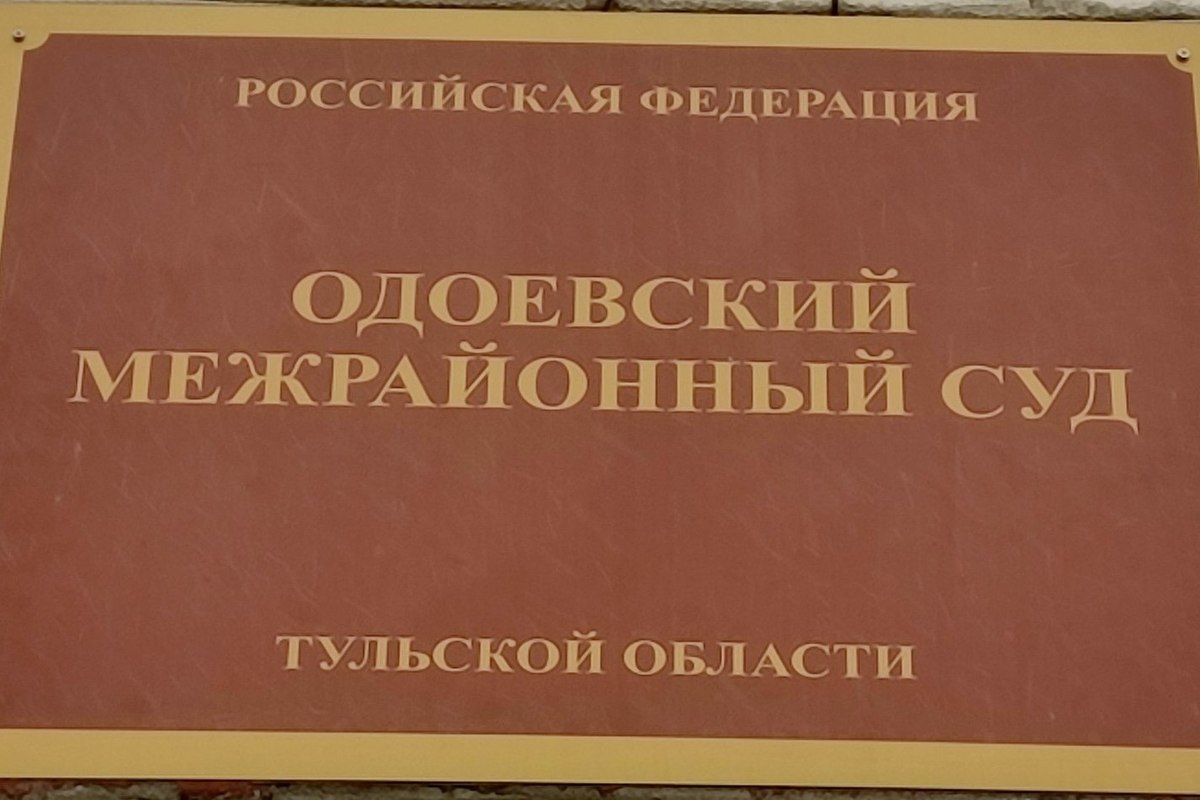 РОССИЙСКАЯ ФЕДЕРАЦИЯ
ОДОЕВСКИЙ
МЕЖРАЙОННЫЙ СУД
ТУЛЬСКОЙ ОБЛАСТИ